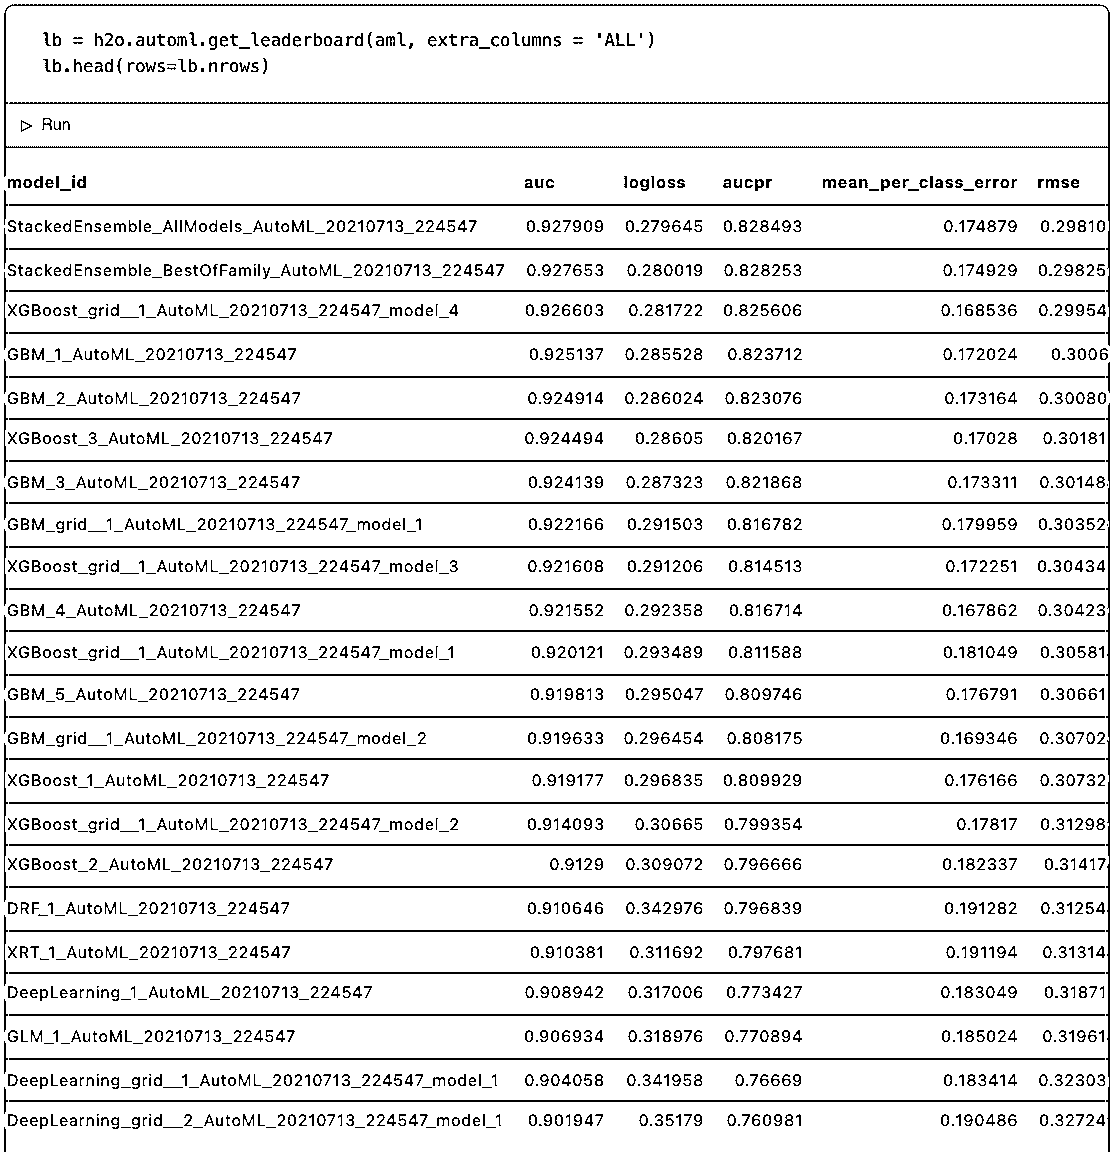 lb = h2o.automl.get_leaderboard(aml, extra_columns = 'ALL')
lb.head(rows=lb.nrows)
Run
model_id auc logloss aucpr mean_per_class_error rmse
StackedEnsemble_AllModels_AutoML_20210713_224547 0.927909 0.279645 0.828493 0.174879 0.29810
StackedEnsemble_BestOfFamily_AutoML_20210713_224547 0.927653 0.280019 0.828253 0.174929 0.29825
XGBoost_grid__1_AutoML_20210713_224547_model_4 0.926603 0.281722 0.825606 0.168536 0.29954
GBM_1_AutoML_20210713_224547 0.925137 0.285528 0.823712 0.172024 0.3006
GBM_2_AutoML_20210713_224547 0.924914 0.286024 0.823076 0.173164 0.30080
XGBoost_3_AutoML_20210713_224547 0.924494 0.28605 0.820167 0.17028 0.30181
GBM_3_AutoML_20210713_224547 0.924139 0.287323 0.821868 0.173311 0.30148
GBM_grid__1_AutoML_20210713_224547_model_1 0.922166 0.291503 0.816782 0.179959 0.30352
XGBoost_grid__1_AutoML_20210713_224547_model_3 0.921608 0.291206 0.814513 0.172251 0.30434
GBM_4_AutoML_20210713_224547 0.921552 0.292358 0.816714 0.167862 0.30423
XGBoost_grid__1_AutoML_20210713_224547_model_1 0.920121 0.293489 0.811588 0.181049 0.30581
GBM_5_AutoML_20210713_224547 0.919813 0.295047 0.809746 0.176791 0.30661
GBM_grid__1_AutoML_20210713_224547_model_2 0.919633 0.296454 0.808175 0.169346 0.30702
XGBoost_1_AutoML_20210713_224547 0.919177 0.296835 0.809929 0.176166 0.30732
XGBoost_grid__1_AutoML_20210713_224547_model_2 0.914093 0.30665 0.799354 0.17817 0.31298
XGBoost_2_AutoML_20210713_224547 0.9129 0.309072 0.796666 0.182337 0.31417
DRF_1_AutoML_20210713_224547 0.910646 0.342976 0.796839 0.191282 0.31254
XRT_1_AutoML_20210713_224547 0.910381 0.311692 0.797681 0.191194 0.31314
DeepLearning_1_AutoML_20210713_224547 0.908942 0.317006 0.773427 0.183049 0.31871
GLM_1_AutoML_20210713_224547 0.906934 0.318976 0.770894 0.185024 0.31961
DeepLearning_grid__1_AutoML_20210713_224547_model_1 0.904058 0.341958 0.76669 0.183414 0.32303
DeepLearning_grid__2_AutoML_20210713_224547_model_1 0.901947 0.35179 0.760981 0.190486 0.32724